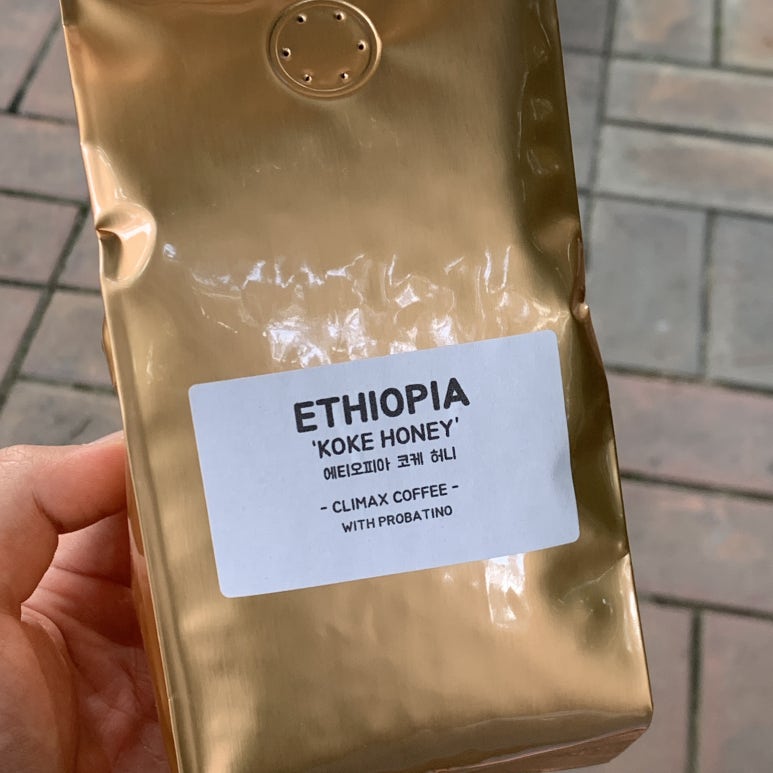 ETHIOPIA
'KOKE HONEY'
에티오피아 코케 허니
- CLIMAX COFFEE -
WITH PROBATINO